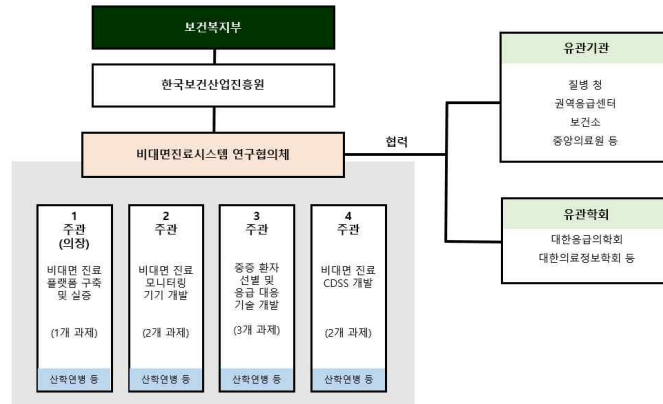 보건복지부
한국보건산업진흥원
비대면진료시스템 연구협의체
협력
유관기관
질병 청
권역응급센터
보건소
중앙의료원 등
유관학회
대한응급의학회
대한의료정보학회 등
1
주관
(의장)
비대면 진료
플랫폼 구축
및 실증
(1개 과제)
산학연병 등
2
주관
비대면 진료
모니터링
기기 개발
(2개 과제)
산학연병 등
3
주관
중증 환자
선별 및
응급 대응
기술 개발
(3개 과제)
산학연병 등
4
주관
비대면 진료
CDSS 개발
(2개 과제)
산학연병 등